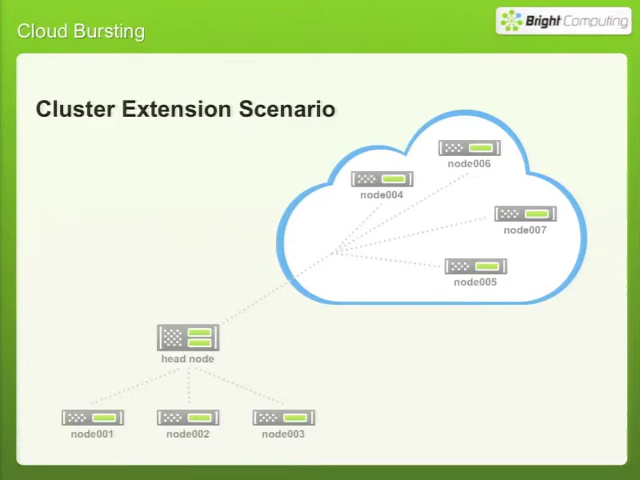 Cloud Bursting
Bright Computing
Cluster Extension Scenario
node006
node004
node007
node005
head node
node001
node002
node003